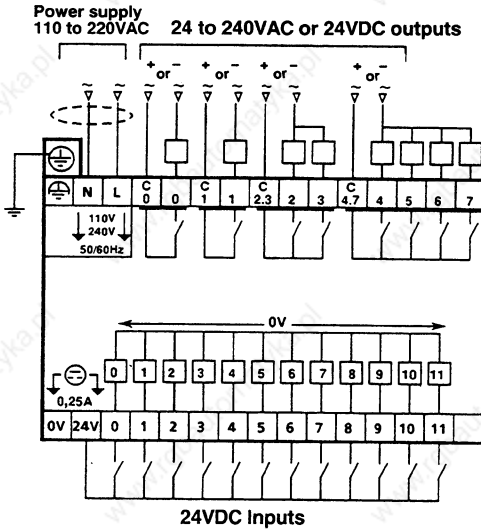 Power supply
110 to 220VAC 24 to 240VAC or 24VDC outputs
+ or − + or − + or − + or −
N L C 0 0 C 1 1 C 2.3 2 3 C 4.7 4 5 6 7
110V
240V
50/60Hz
0V
0 1 2 3 4 5 6 7 8 9 10 11
0,25A
0V 24V 0 1 2 3 4 5 6 7 8 9 10 11
24VDC Inputs